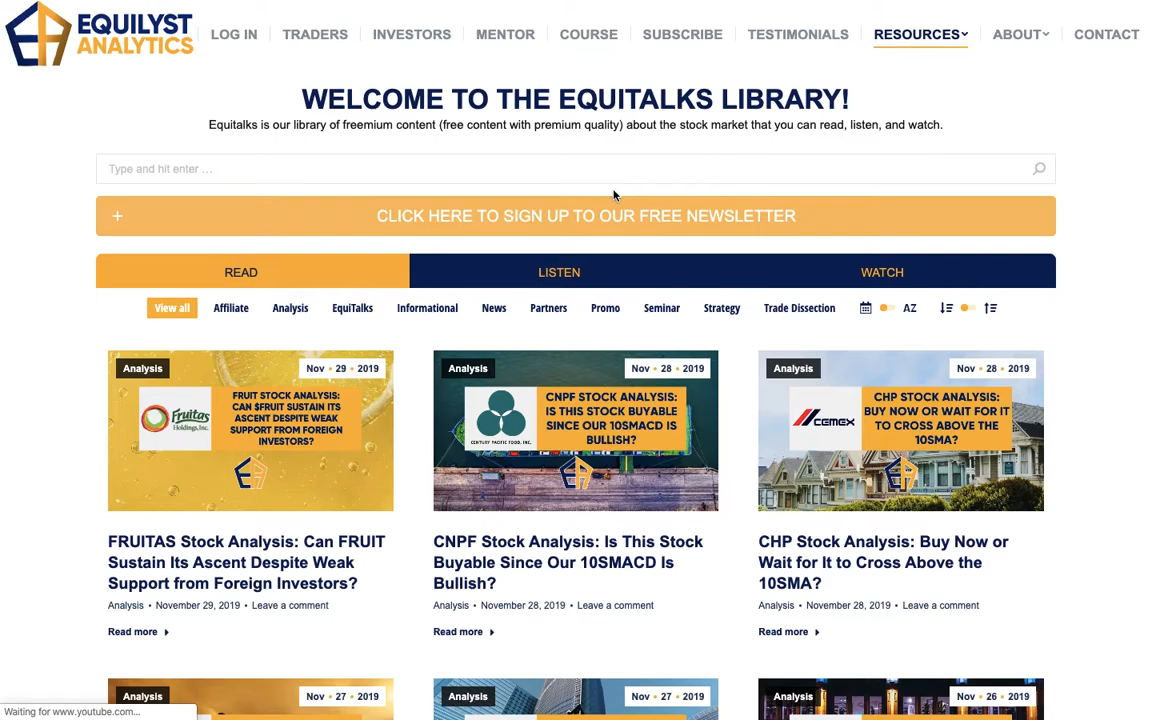 EQUILYST
ANALYTICS
LOG IN
TRADERS
INVESTORS
MENTOR
COURSE
SUBSCRIBE
TESTIMONIALS
RESOURCES
ABOUT
CONTACT
WELCOME TO THE EQUITALKS LIBRARY!
Equitalks is our library of freemium content (free content with premium quality) about the stock market that you can read, listen, and watch.
Type and hit enter …
+ CLICK HERE TO SIGN UP TO OUR FREE NEWSLETTER
READ
LISTEN
WATCH
View all
Affiliate
Analysis
EquiTalks
Informational
News
Partners
Promo
Seminar
Strategy
Trade Dissection
AZ
Analysis
Nov • 29 • 2019
Fruitas
Holdings, Inc.
FRUIT STOCK ANALYSIS:
CAN $FRUIT SUSTAIN ITS
ASCENT DESPITE WEAK
SUPPORT FROM FOREIGN
INVESTORS?
FRUITAS Stock Analysis: Can FRUIT
Sustain Its Ascent Despite Weak
Support from Foreign Investors?
Analysis • November 29, 2019 • Leave a comment
Read more
Analysis
Nov • 28 • 2019
CENTURY PACIFIC FOOD, INC.
CNPF STOCK ANALYSIS:
IS THIS STOCK BUYABLE
SINCE OUR 10SMACD IS
BULLISH?
CNPF Stock Analysis: Is This Stock
Buyable Since Our 10SMACD Is
Bullish?
Analysis • November 28, 2019 • Leave a comment
Read more
Analysis
Nov • 28 • 2019
CEMEX
CHP STOCK ANALYSIS:
BUY NOW OR WAIT FOR IT
TO CROSS ABOVE THE
10SMA?
CHP Stock Analysis: Buy Now or
Wait for It to Cross Above the
10SMA?
Analysis • November 28, 2019 • Leave a comment
Read more
Analysis
Nov • 27 • 2019
Analysis
Nov • 27 • 2019
Analysis
Nov • 26 • 2019
Waiting for www.youtube.com...